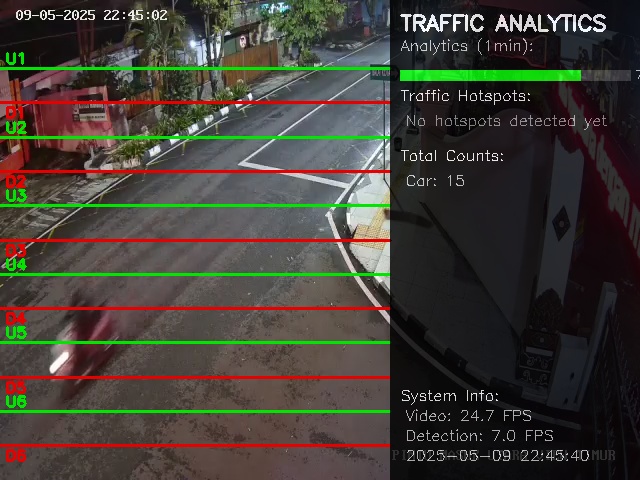 09-05-2025 22:45:02
TRAFFIC ANALYTICS
Analytics (1min):
7
Traffic Hotspots:
No hotspots detected yet
Total Counts:
Car: 15
U1
D1
U2
D2
U3
D3
U4
D4
U5
D5
U6
D6
System Info:
Video: 24.7 FPS
Detection: 7.0 FPS
2025-05-09 22:45:40